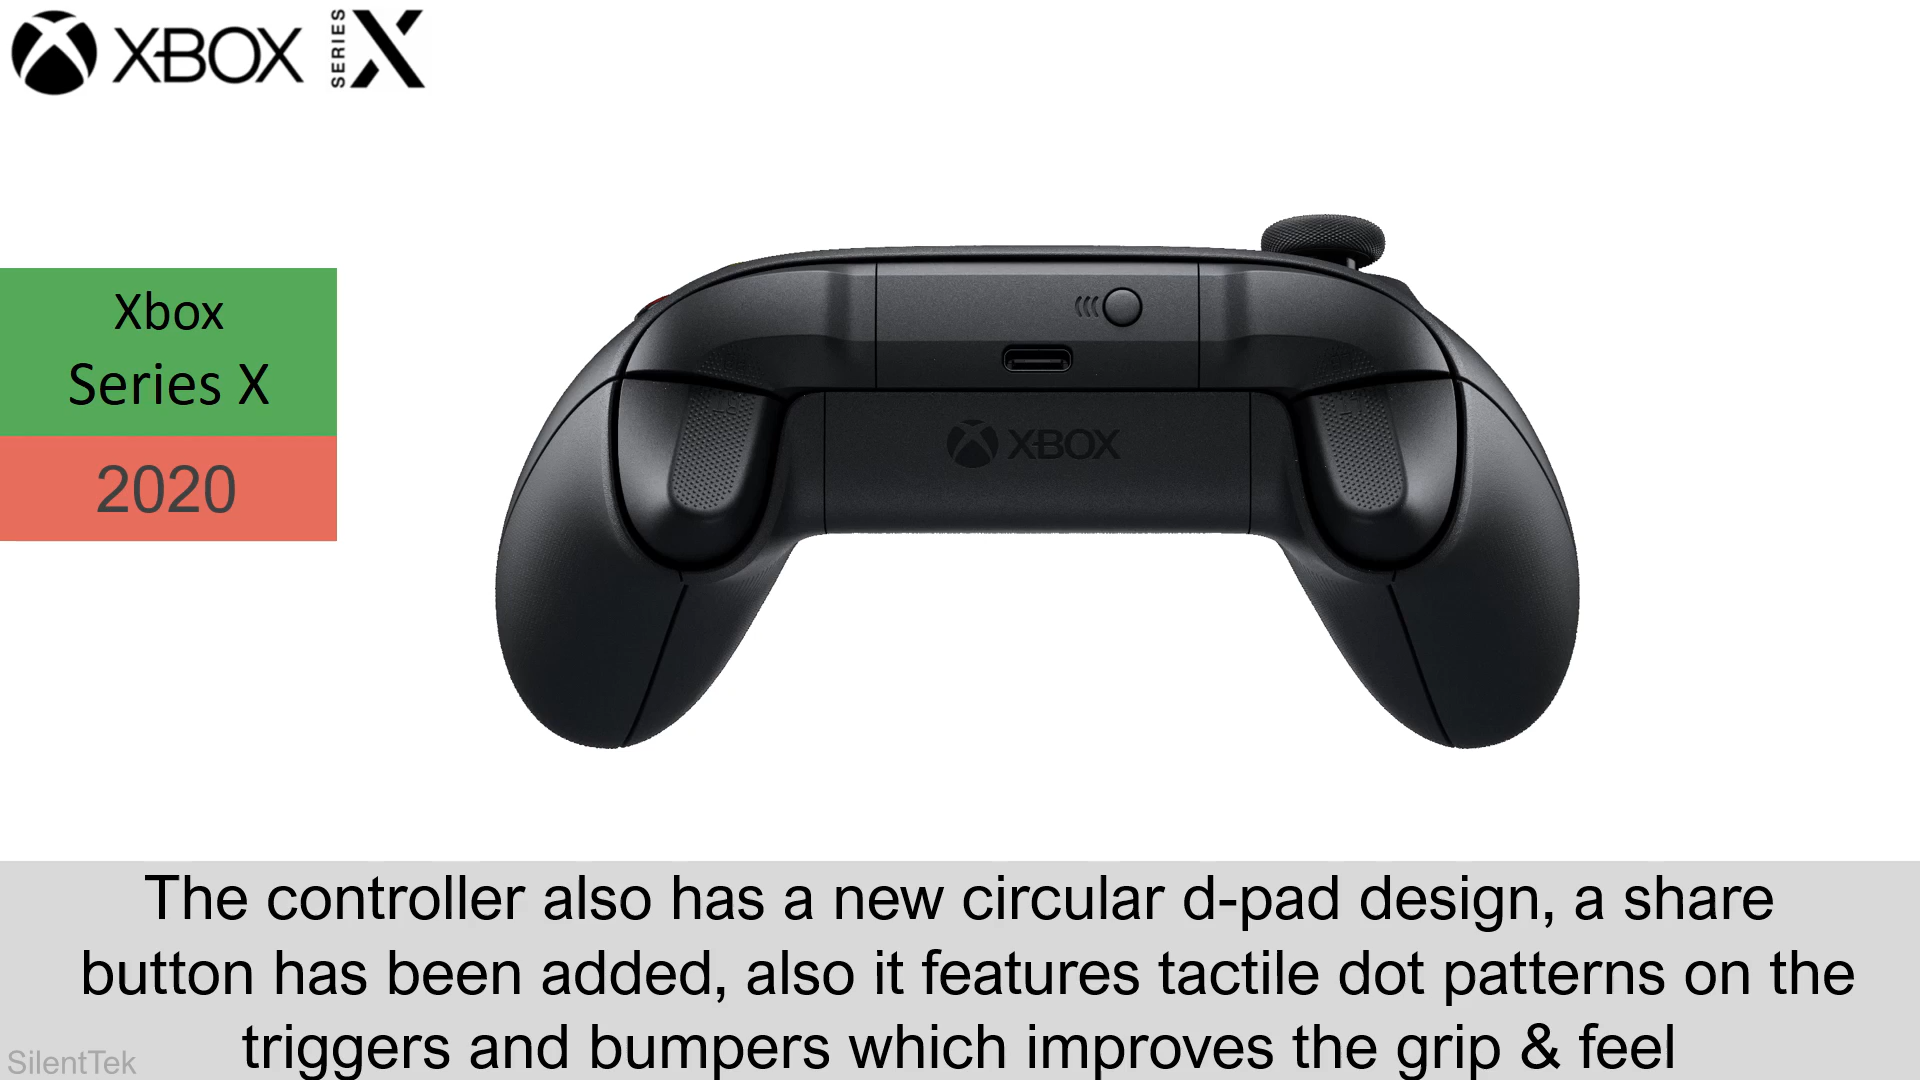 XBOX SERIES X
Xbox
Series X
2020
XBOX
The controller also has a new circular d-pad design, a share
button has been added, also it features tactile dot patterns on the
triggers and bumpers which improves the grip & feel
SilentTek